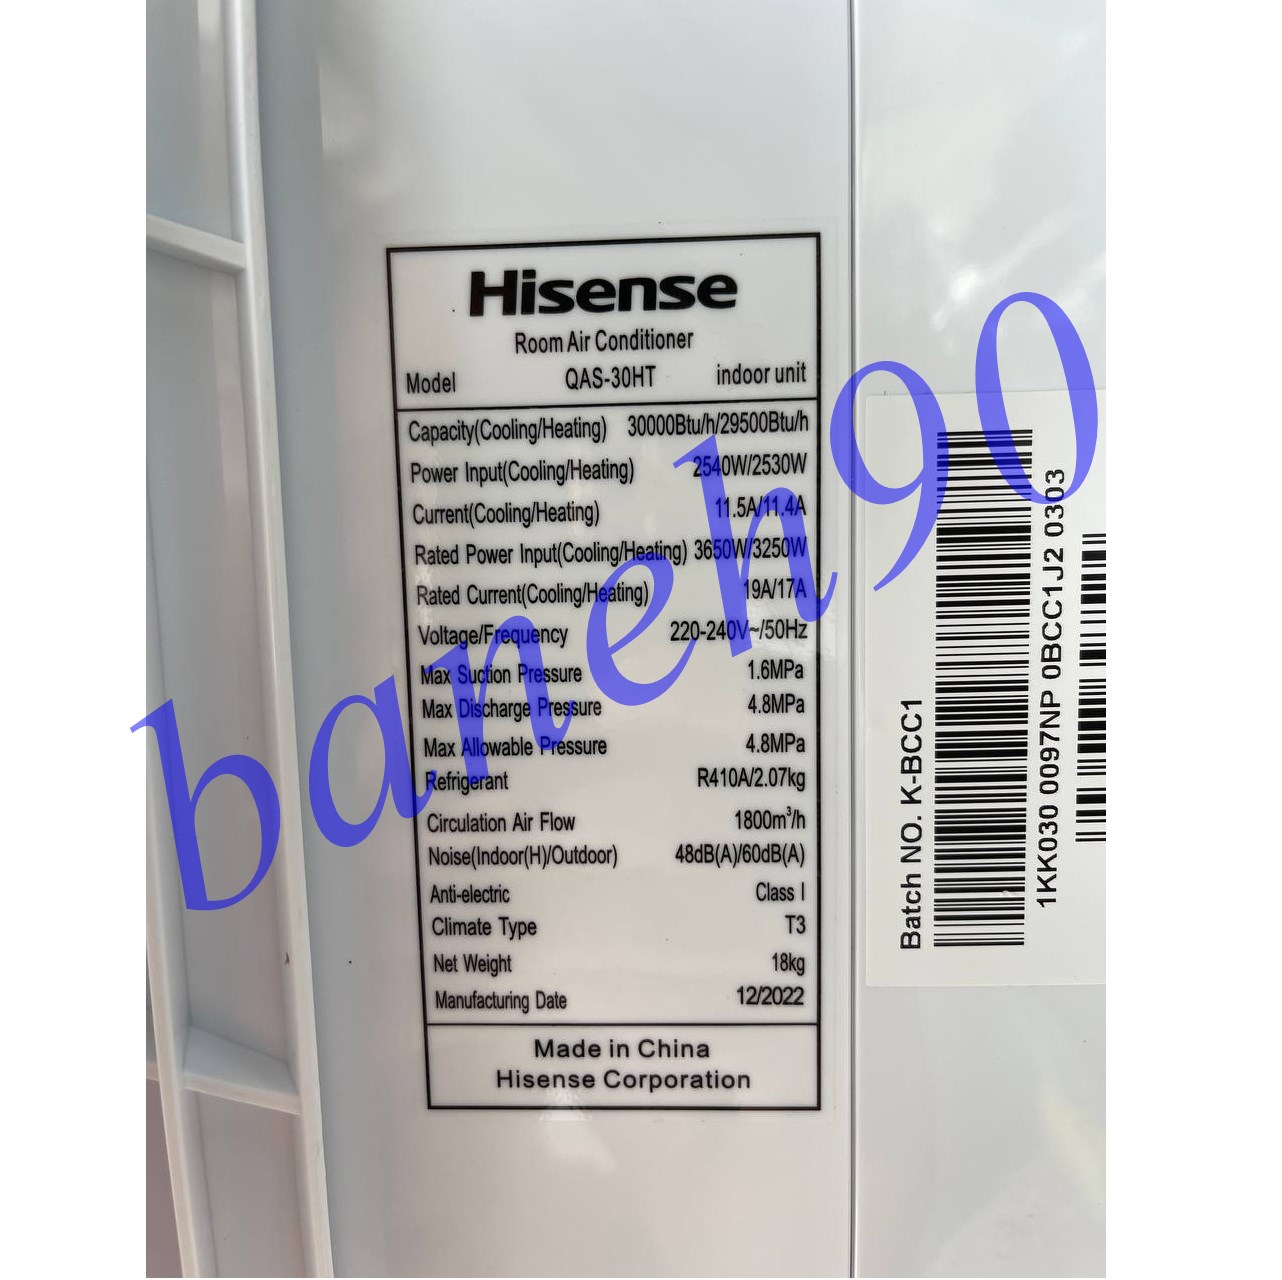 Hisense
Room Air Conditioner
Model QAS-30HT indoor unit
Capacity(Cooling/Heating) 30000Btu/h/29500Btu/h
Power Input(Cooling/Heating) 2540W/2530W
Current(Cooling/Heating) 11.5A/11.4A
Rated Power Input(Cooling/Heating) 3650W/3250W
Rated Current(Cooling/Heating) 19A/17A
Voltage/Frequency 220-240V~/50Hz
Max Suction Pressure 1.6MPa
Max Discharge Pressure 4.8MPa
Max Allowable Pressure 4.8MPa
Refrigerant R410A/2.07kg
Circulation Air Flow 1800m³/h
Noise(Indoor(H)/Outdoor) 48dB(A)/60dB(A)
Anti-electric Class I
Climate Type T3
Net Weight 18kg
Manufacturing Date 12/2022
Made in China
Hisense Corporation
Batch NO. K-BCC1
1KK030 0097NP 0BCC1J2 0303
baneh90